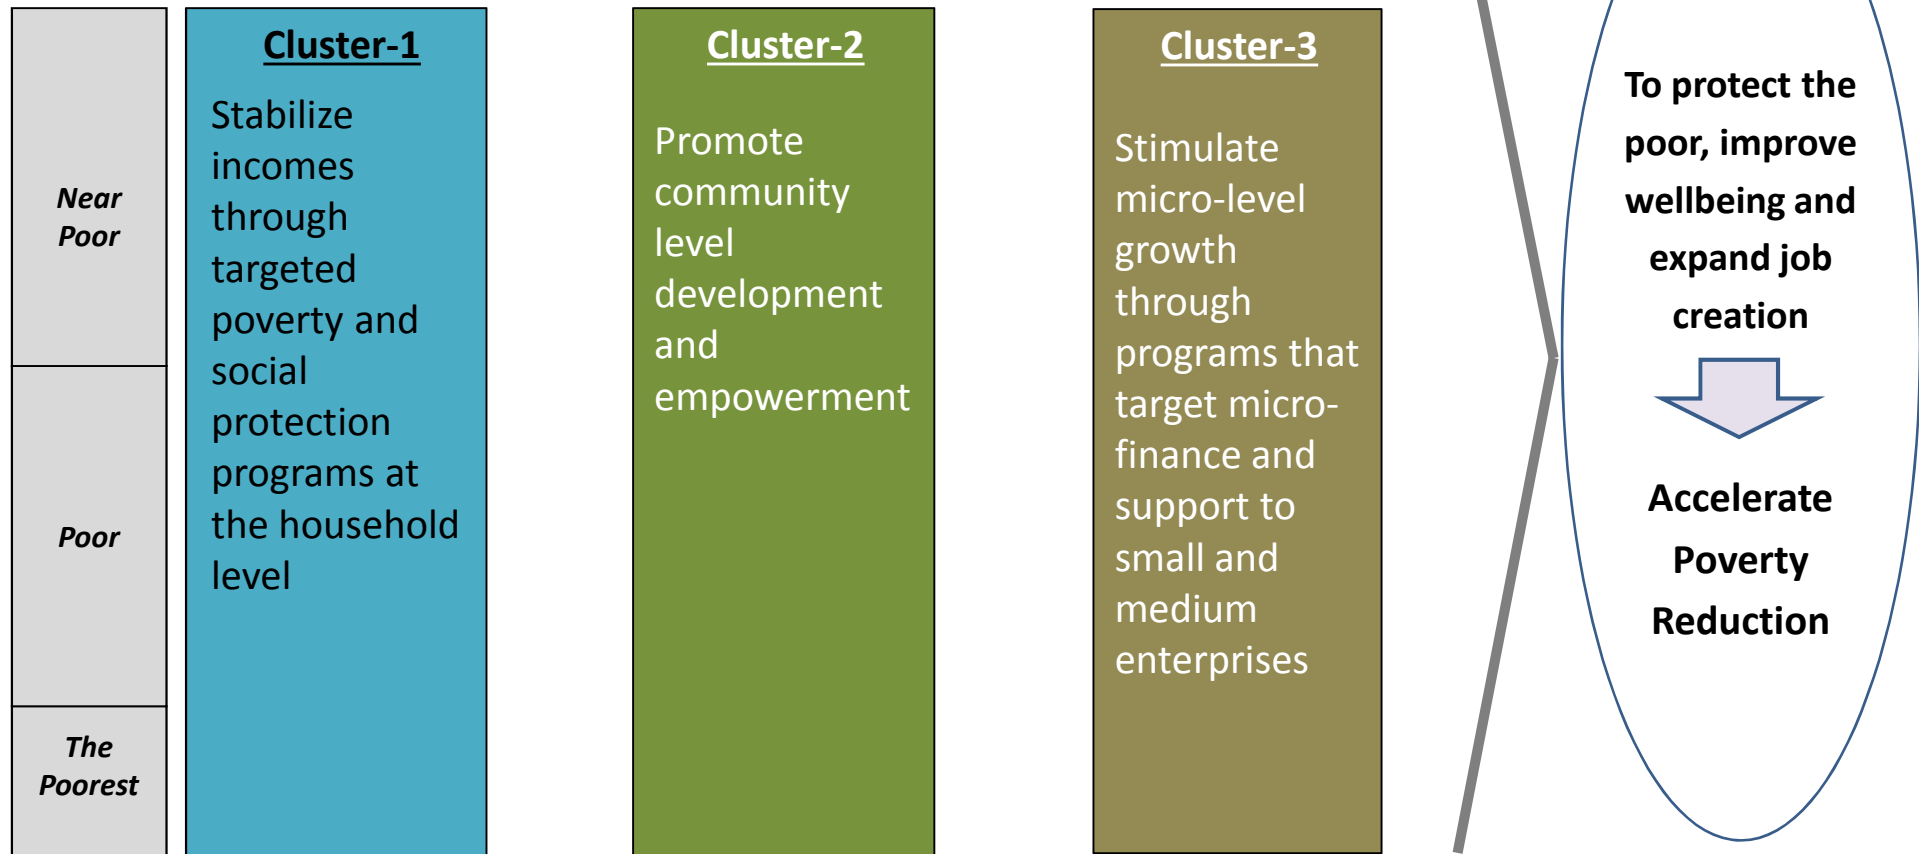 Near
Poor
Poor
The
Poorest
Cluster-1
Stabilize
incomes
through
targeted
poverty and
social
protection
programs at
the household
level
Cluster-2
Promote
community
level
development
and
empowerment
Cluster-3
Stimulate
micro-level
growth
through
programs that
target micro-
finance and
support to
small and
medium
enterprises
To protect the
poor, improve
wellbeing and
expand job
creation
Accelerate
Poverty
Reduction